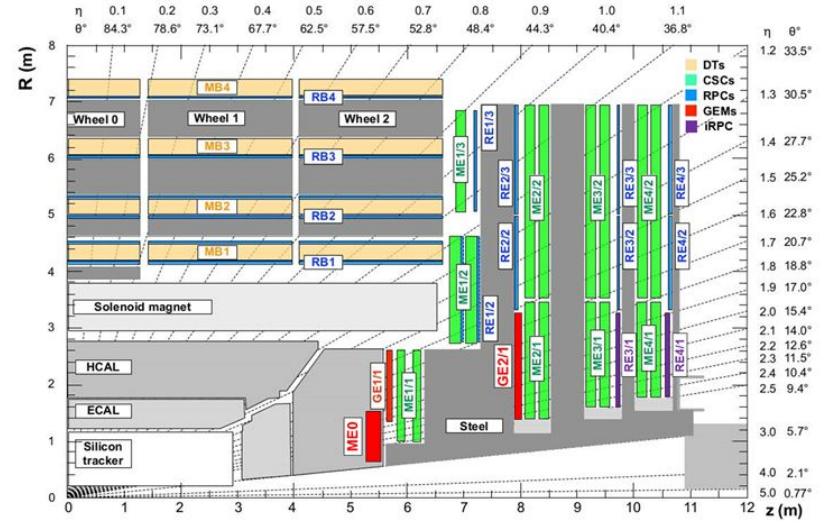 η 0.1 0.2 0.3 0.4 0.5 0.6 0.7 0.8 0.9 1.0 1.1
θ° 84.3° 78.6° 73.1° 67.7° 62.5° 57.5° 52.8° 48.4° 44.3° 40.4° 36.8°
η θ°
R (m)
8
7
6
5
4
3
2
1
0
1.2 33.5°
1.3 30.5°
1.4 27.7°
1.5 25.2°
1.6 22.8°
1.7 20.7°
1.8 18.8°
1.9 17.0°
2.0 15.4°
2.1 14.0°
2.2 12.6°
2.3 11.5°
2.4 10.4°
2.5 9.4°
3.0 5.7°
4.0 2.1°
5.0 0.77°
DTs
CSCs
RPCs
GEMs
iRPC
MB4
RB4
Wheel 0 Wheel 1 Wheel 2
MB3
RB3
MB2
RB2
MB1
RB1
Solenoid magnet
HCAL
ECAL
Silicon
tracker
Steel
ME1/3
RE1/3
ME1/2
RE1/2
GE1/1
ME1/1
ME0
RE2/3
RE2/2
ME2/2
GE2/1
ME2/1
ME3/2
RE3/3
RE3/2
ME3/1
RE3/1
ME4/2
RE4/3
RE4/2
ME4/1
RE4/1
0 1 2 3 4 5 6 7 8 9 10 11 12
z (m)